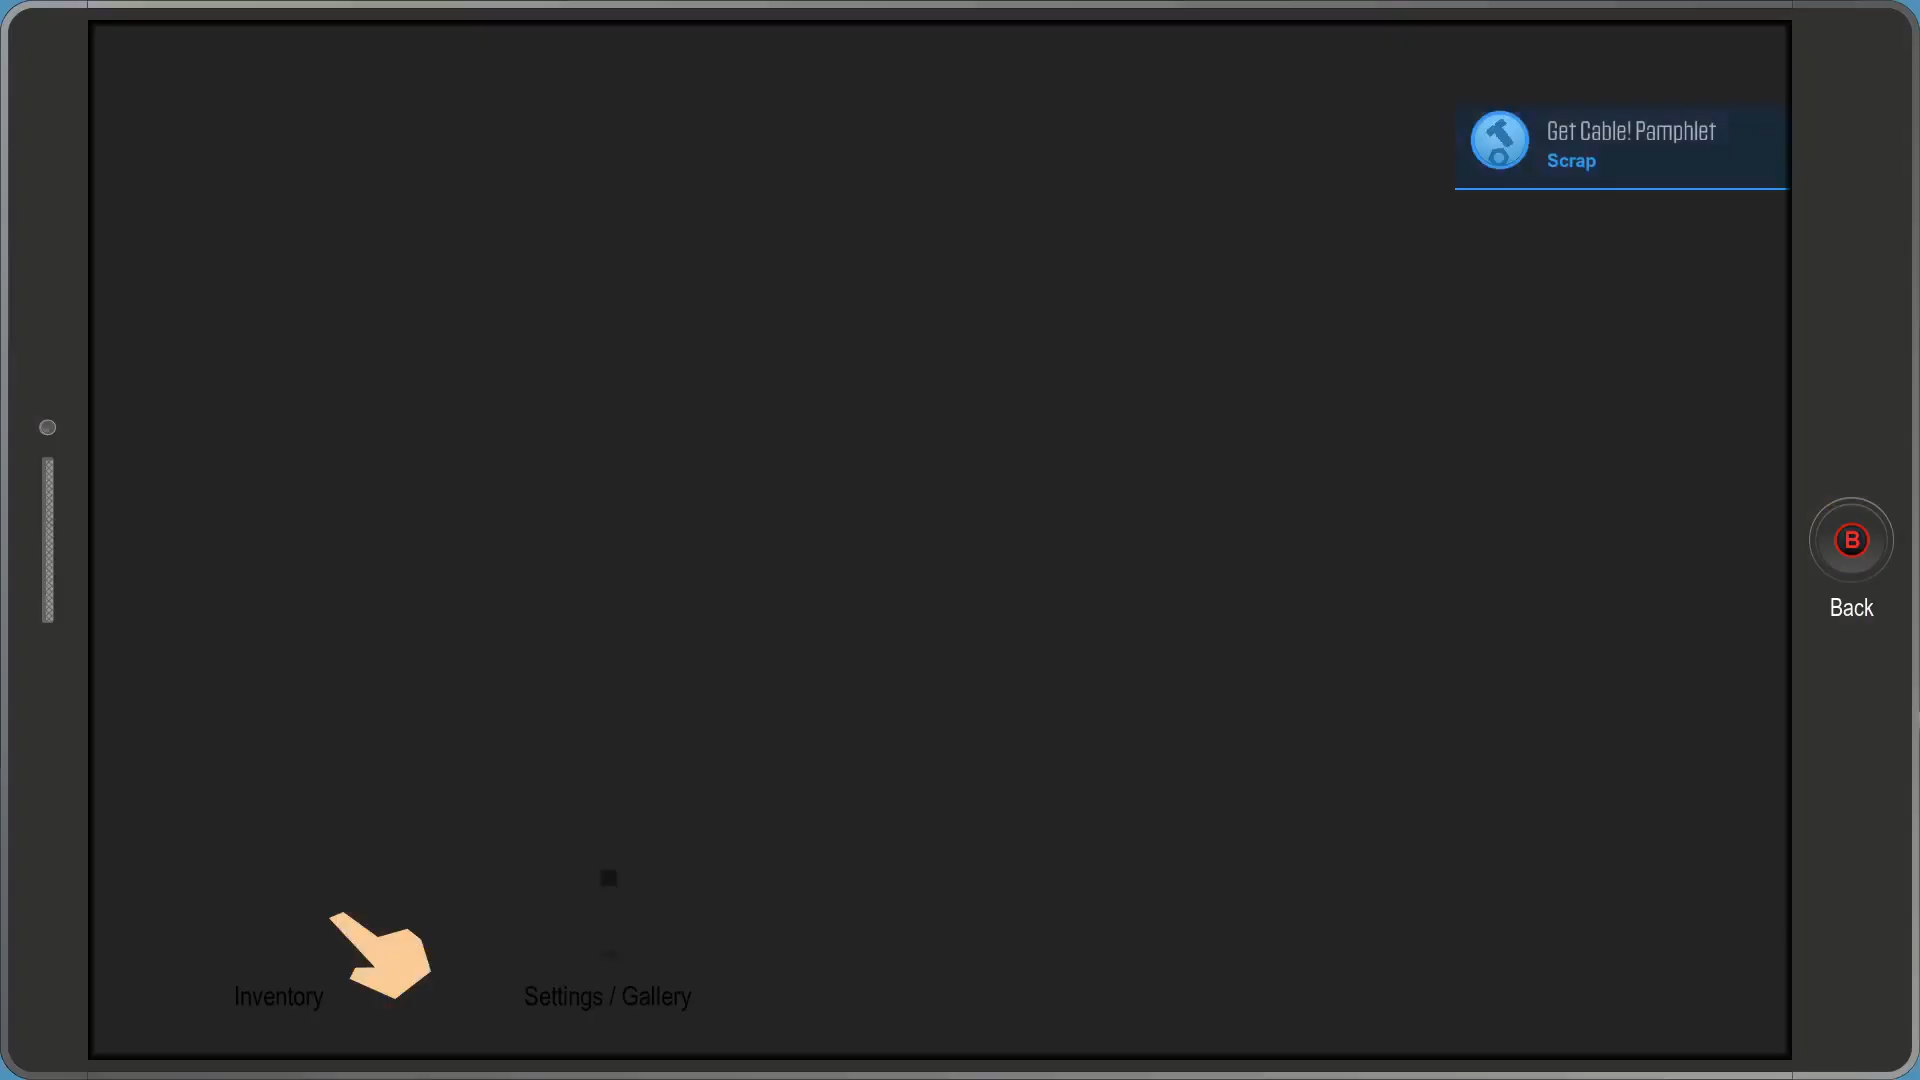 Get Cable! Pamphlet
Scrap
B
Back
Inventory
Settings / Gallery